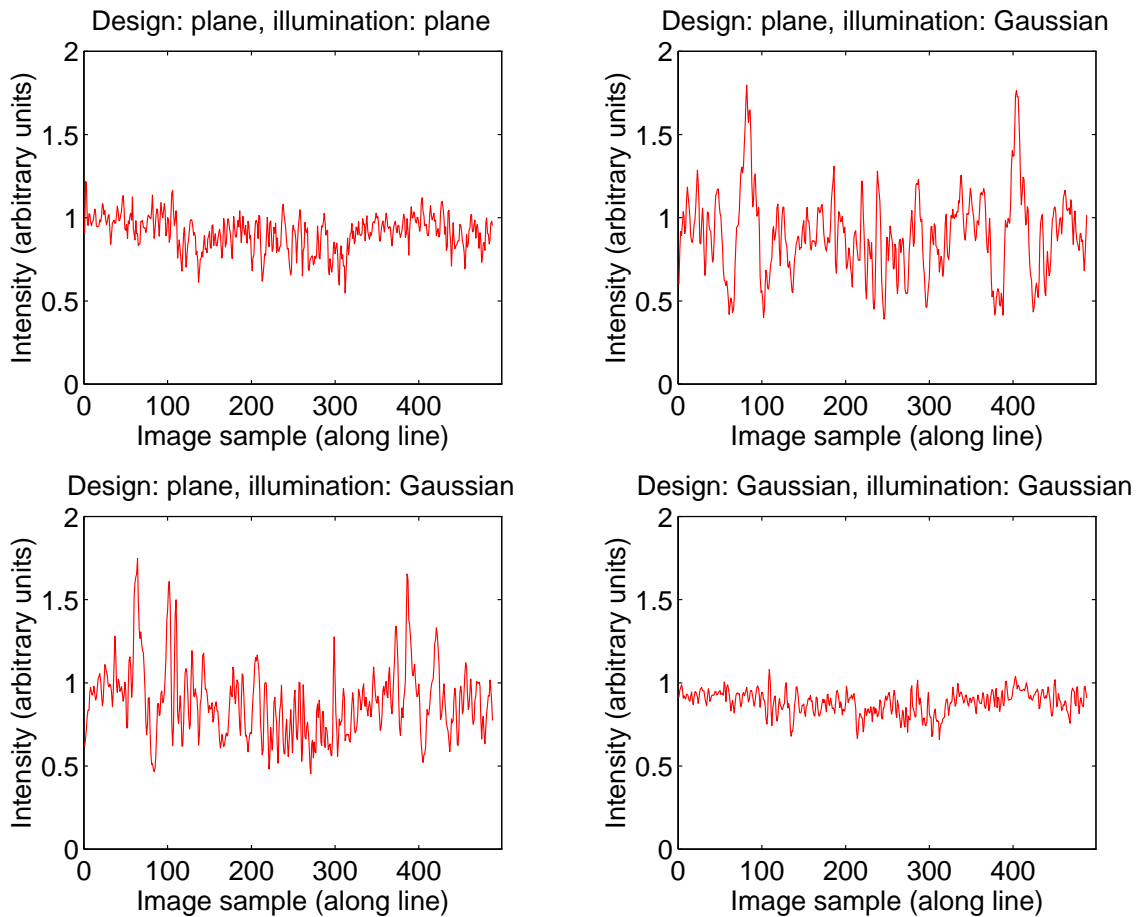 Design: plane, illumination: plane
2
1.5
1
0.5
0
0 100 200 300 400
Intensity (arbitrary units)
Image sample (along line)
Design: plane, illumination: Gaussian
2
1.5
1
0.5
0
0 100 200 300 400
Intensity (arbitrary units)
Image sample (along line)
Design: plane, illumination: Gaussian
2
1.5
1
0.5
0
0 100 200 300 400
Intensity (arbitrary units)
Image sample (along line)
Design: Gaussian, illumination: Gaussian
2
1.5
1
0.5
0
0 100 200 300 400
Intensity (arbitrary units)
Image sample (along line)